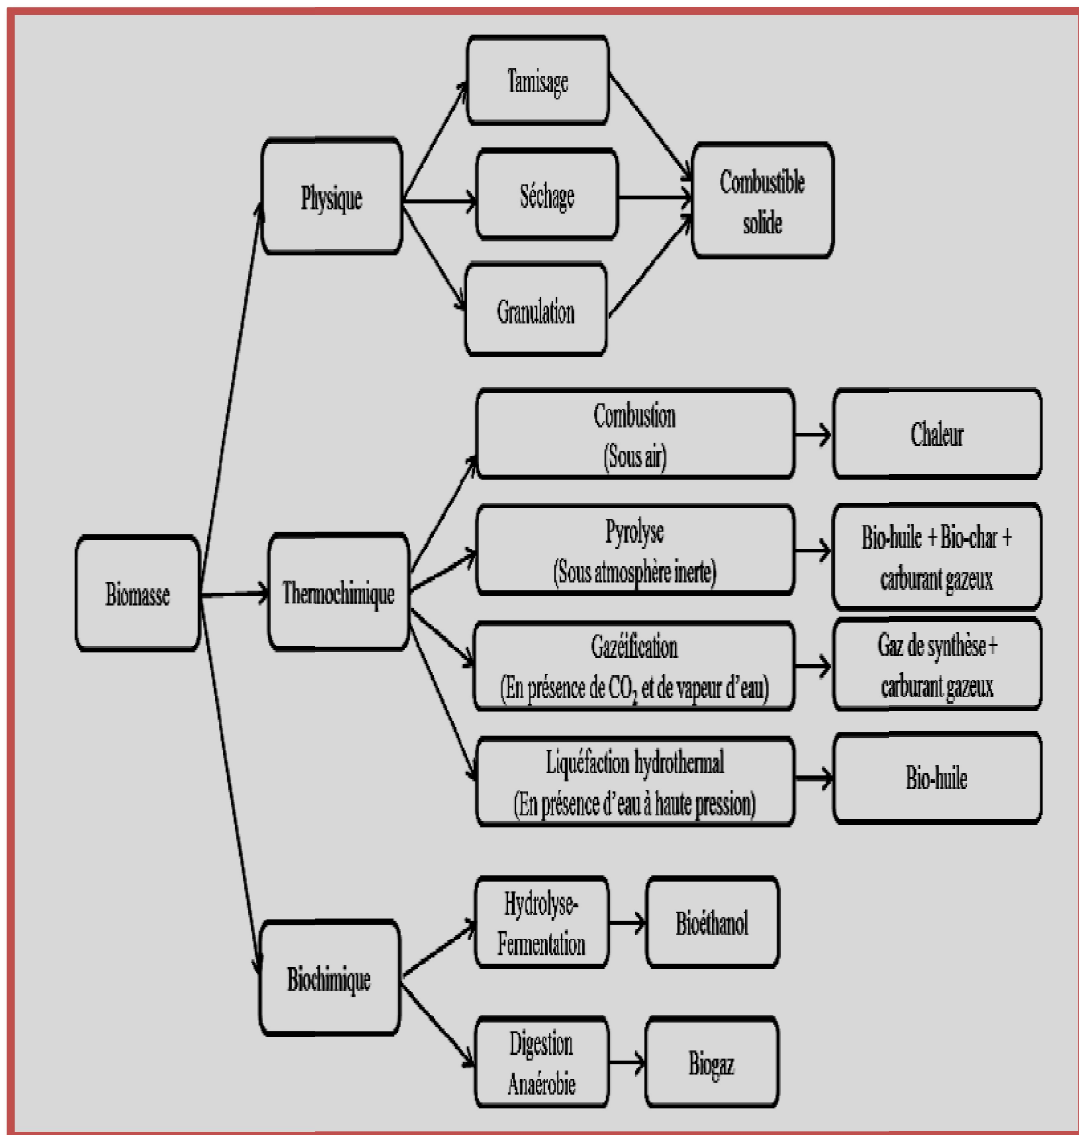 Tamisage
Physique
Séchage
Combustible
solide
Granulation
Combustion
(Sous air)
Chaleur
Biomasse
Thermochimique
Pyrolyse
(Sous atmosphère inerte)
Bio-huile + Bio-char +
carburant gazeux
Gazéification
(En présence de CO₂ et de vapeur d’eau)
Gaz de synthèse +
carburant gazeux
Liquéfaction hydrothermal
(En présence d’eau à haute pression)
Bio-huile
Biochimique
Hydrolyse-
Fermentation
Bioéthanol
Digestion
Anaérobie
Biogaz